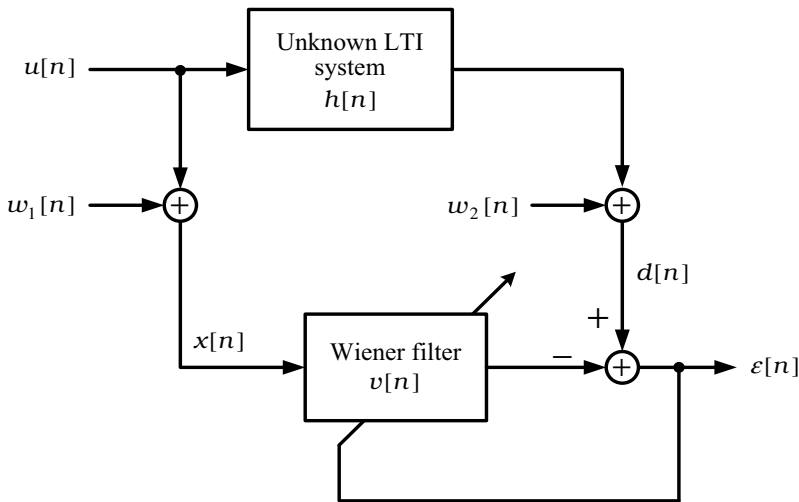 Unknown LTI
system
h[n]
u[n]
w₁[n]
+
w₂[n]
+
d[n]
x[n]
Wiener filter
v[n]
−
+
+
ε[n]